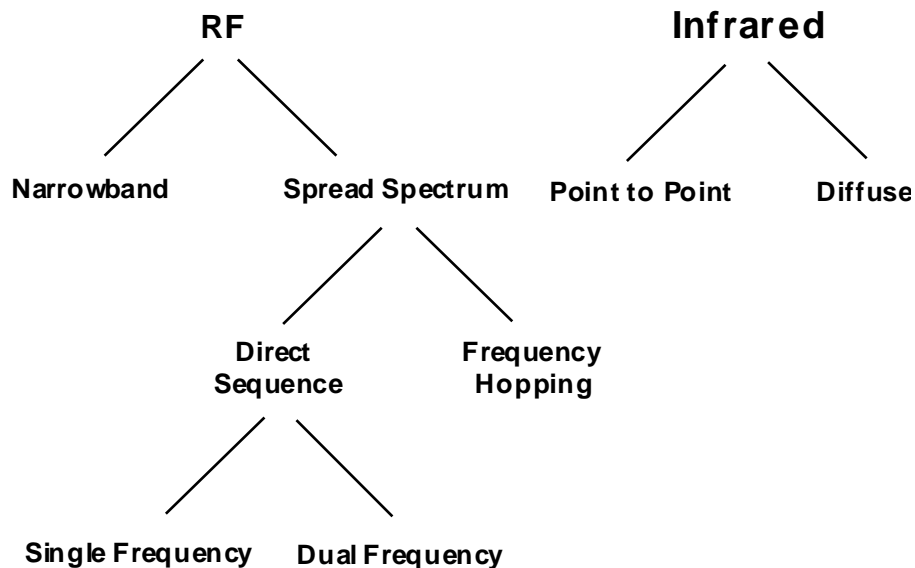 RF
Infrared
Narrowband
Spread Spectrum
Point to Point
Diffuse
Direct
Sequence
Frequency
Hopping
Single Frequency
Dual Frequency